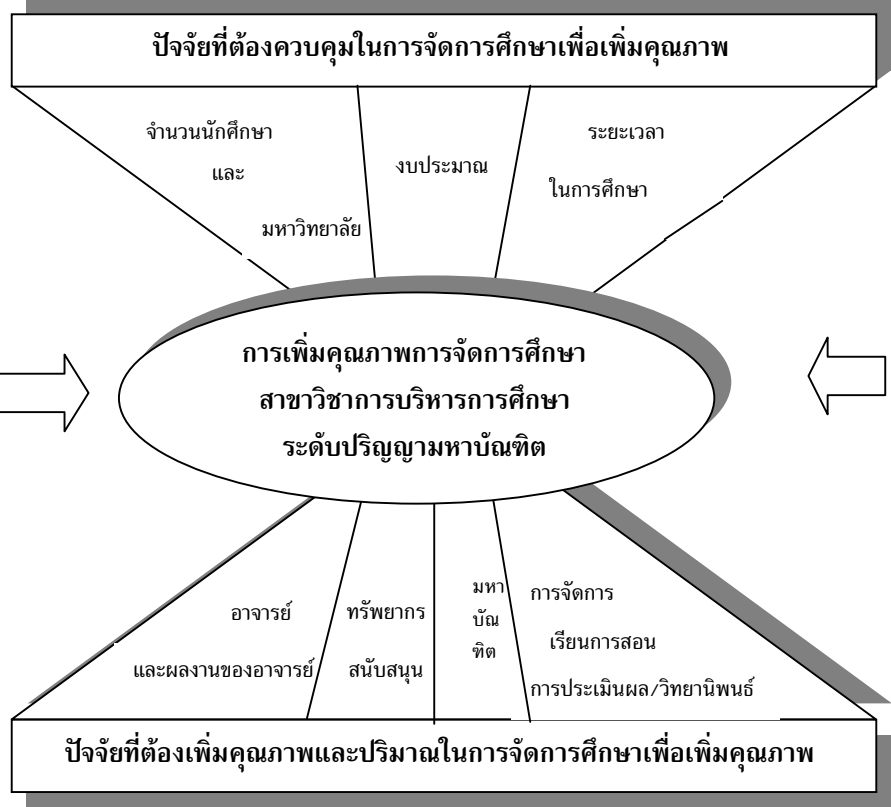 ปัจจัยที่ต้องควบคุมในการจัดการศึกษาเพื่อเพิ่มคุณภาพ
จำนวนนักศึกษา
และ
มหาวิทยาลัย
งบประมาณ
ระยะเวลา
ในการศึกษา
การเพิ่มคุณภาพการจัดการศึกษา
สาขาวิชาการบริหารการศึกษา
ระดับปริญญามหาบัณฑิต
อาจารย์
และผลงานของอาจารย์
ทรัพยากร
สนับสนุน
มหา
บัณ
ฑิต
การจัดการ
เรียนการสอน
การประเมินผล/วิทยานิพนธ์
ปัจจัยที่ต้องเพิ่มคุณภาพและปริมาณในการจัดการศึกษาเพื่อเพิ่มคุณภาพ